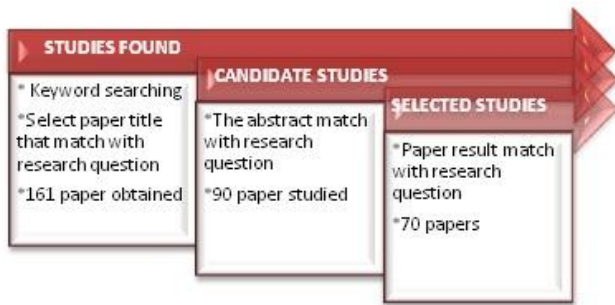 STUDIES FOUND
* Keyword searching
*Select paper title
that match with
research question
*161 paper obtained
CANDIDATE STUDIES
*The abstract match
with research
question
*90 paper studied
SELECTED STUDIES
*Paper result match
with research
question
*70 papers